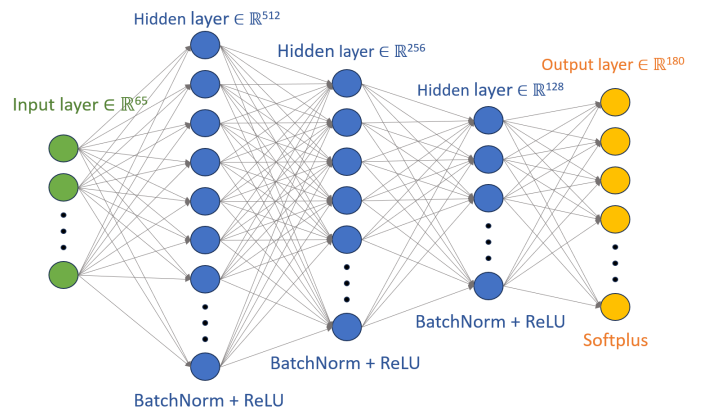 Hidden layer ∈ ℝ⁵¹²
Hidden layer ∈ ℝ²⁵⁶
Output layer ∈ ℝ¹⁸⁰
Hidden layer ∈ ℝ¹²⁸
Input layer ∈ ℝ⁶⁵
BatchNorm + ReLU
Softplus
BatchNorm + ReLU
BatchNorm + ReLU